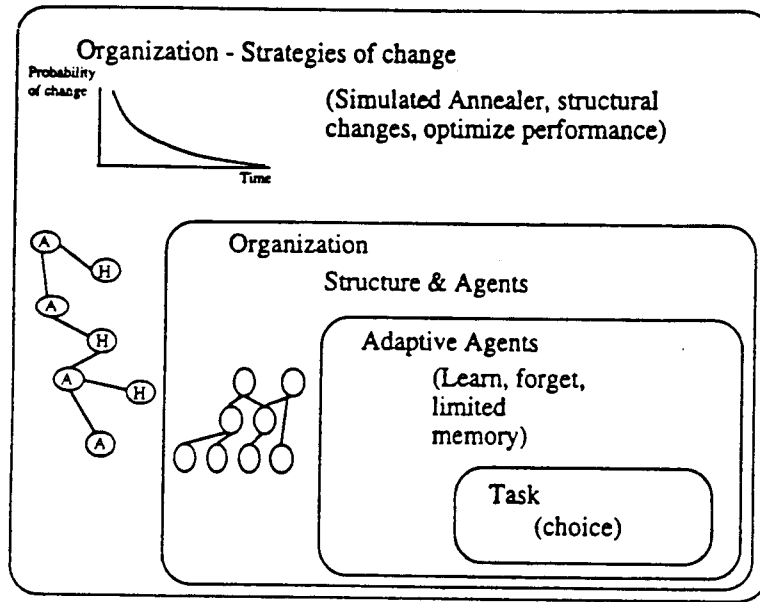 Organization - Strategies of change
Probability
of change
(Simulated Annealer, structural
changes, optimize performance)
Time
A
H
A
H
A
H
A
Organization
Structure & Agents
Adaptive Agents
(Learn, forget,
limited
memory)
Task
(choice)